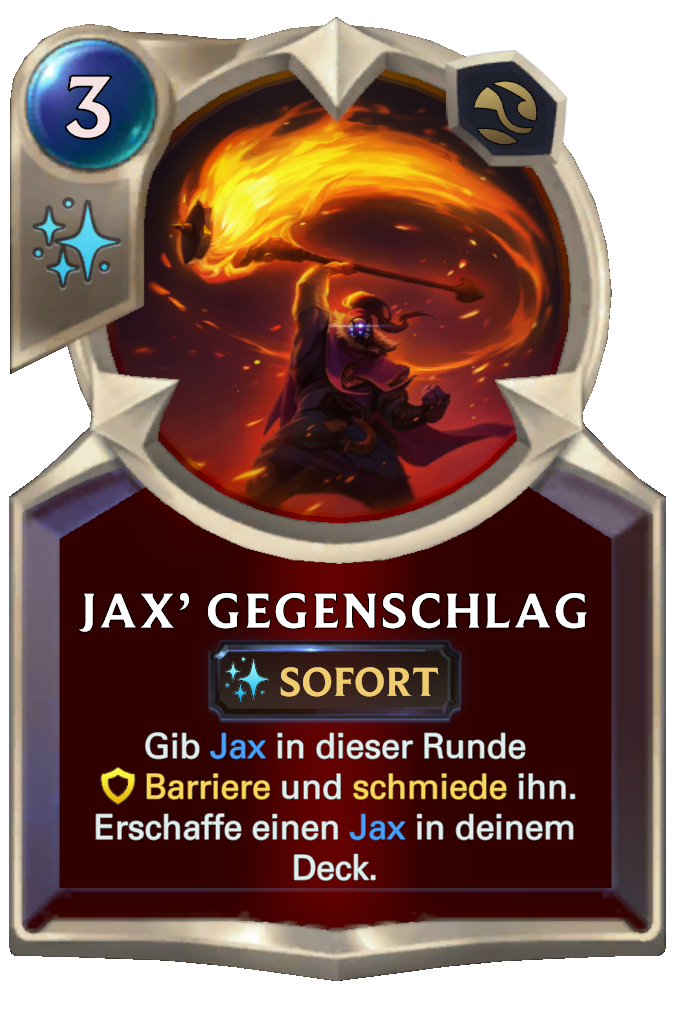 3
JAX’ GEGENSCHLAG
SOFORT
Gib Jax in dieser Runde
Barriere und schmiede ihn.
Erschaffe einen Jax in deinem
Deck.